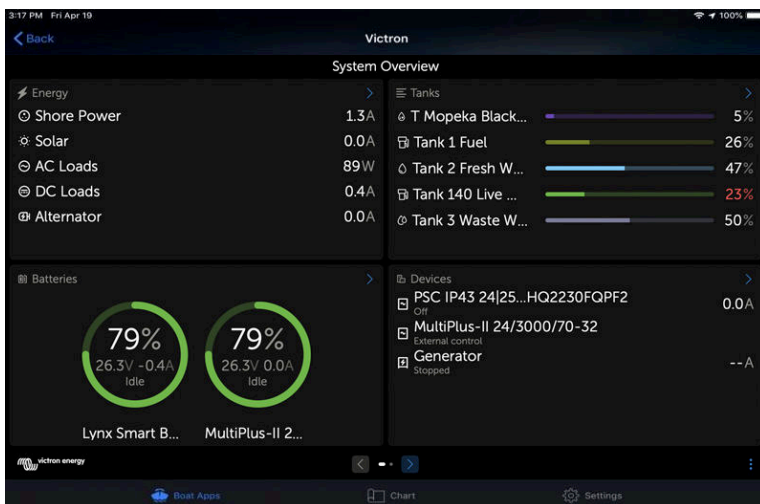 3:17 PM Fri Apr 19
100%
Back
Victron
System Overview
Energy
Shore Power 1.3A
Solar 0.0A
AC Loads 89W
DC Loads 0.4A
Alternator 0.0A
Tanks
T Mopeka Black... 5%
Tank 1 Fuel 26%
Tank 2 Fresh W... 47%
Tank 140 Live ... 23%
Tank 3 Waste W... 50%
Batteries
79%
26.3V -0.4A
Idle
Lynx Smart B...
79%
26.3V 0.0A
Idle
MultiPlus-II 2...
Devices
PSC IP43 24|25...HQ2230FQPF2 0.0A
Off
MultiPlus-II 24/3000/70-32
External control
Generator --A
Stopped
victron energy
Boat Apps
Chart
Settings